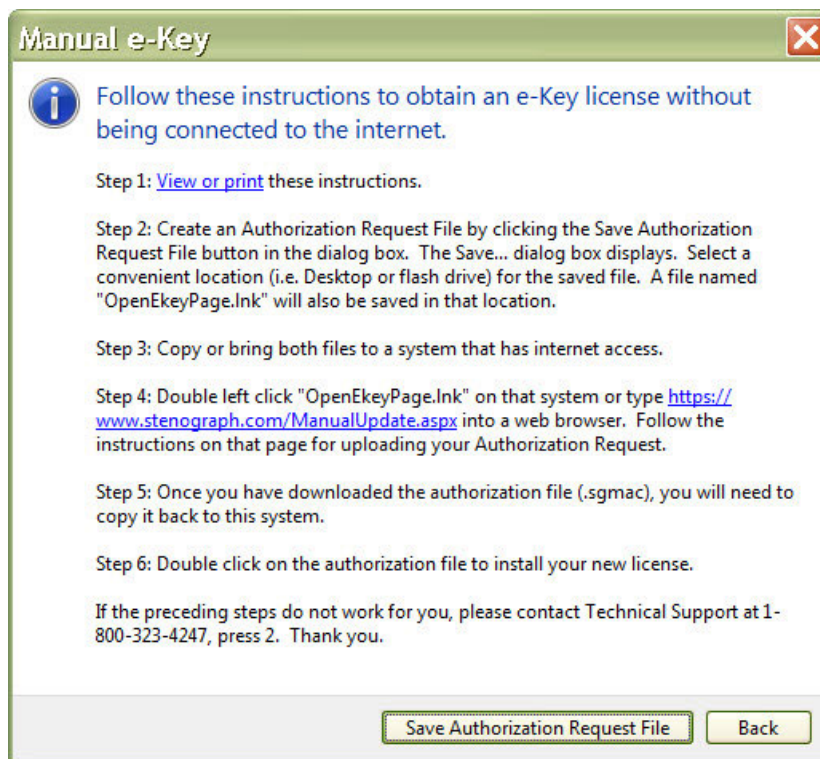 Manual e-Key
Follow these instructions to obtain an e-Key license without
being connected to the internet.
Step 1: View or print these instructions.
Step 2: Create an Authorization Request File by clicking the Save Authorization
Request File button in the dialog box.  The Save... dialog box displays.  Select a
convenient location (i.e. Desktop or flash drive) for the saved file.  A file named
"OpenEkeyPage.lnk" will also be saved in that location.
Step 3: Copy or bring both files to a system that has internet access.
Step 4: Double left click "OpenEkeyPage.lnk" on that system or type https://
www.stenograph.com/ManualUpdate.aspx into a web browser.  Follow the
instructions on that page for uploading your Authorization Request.
Step 5: Once you have downloaded the authorization file (.sgmac), you will need to
copy it back to this system.
Step 6: Double click on the authorization file to install your new license.
If the preceding steps do not work for you, please contact Technical Support at 1-
800-323-4247, press 2.  Thank you.
Save Authorization Request File
Back